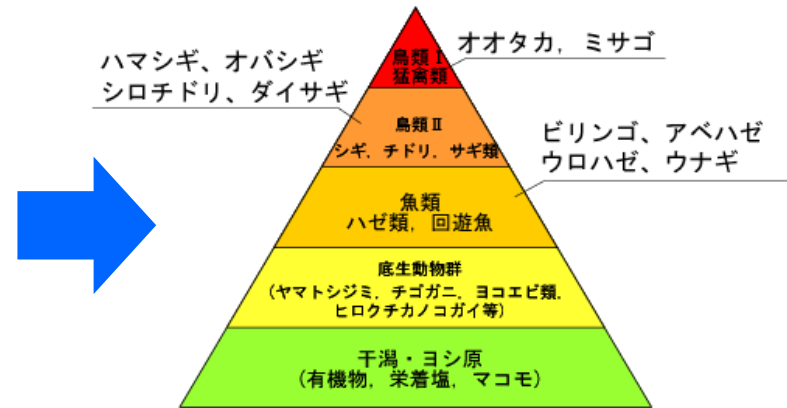 ハマシギ、オバシギ
シロチドリ、ダイサギ
オオタカ，ミサゴ
鳥類Ⅰ
猛禽類
鳥類Ⅱ
シギ，チドリ，サギ類
ビリンゴ、アベハゼ
ウロハゼ、ウナギ
魚類
ハゼ類，回遊魚
底生動物群
（ヤマトシジミ，チゴガニ，ヨコエビ類，
ヒロクチカノコガイ等）
干潟・ヨシ原
（有機物，栄着塩，マコモ）